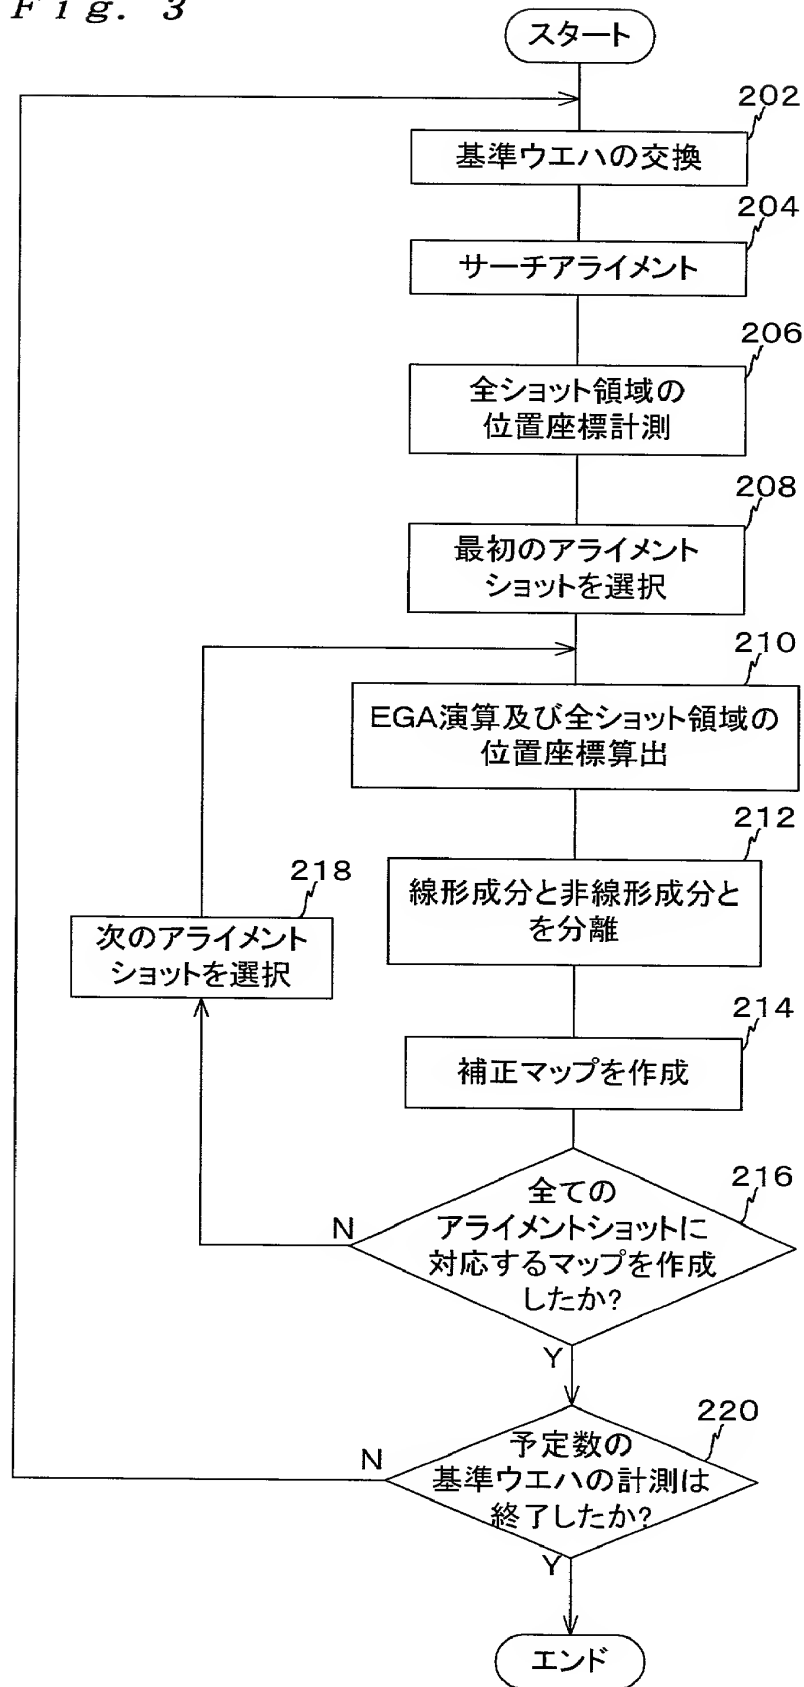 Fig. 3
スタート
202
基準ウエハの交換
204
サーチアライメント
206
全ショット領域の
位置座標計測
208
最初のアライメント
ショットを選択
210
EGA演算及び全ショット領域の
位置座標算出
212
線形成分と非線形成分と
を分離
218
次のアライメント
ショットを選択
214
補正マップを作成
216
全ての
アライメントショットに
対応するマップを作成
したか?
N
Y
220
予定数の
基準ウエハの計測は
終了したか?
N
Y
エンド